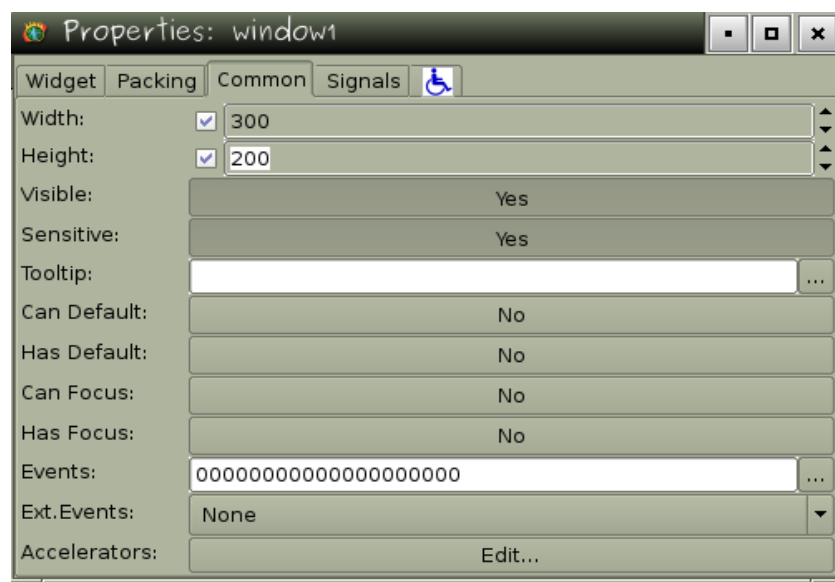 Properties: window1
Widget Packing Common Signals
Width: 300
Height: 200
Visible: Yes
Sensitive: Yes
Tooltip: ...
Can Default: No
Has Default: No
Can Focus: No
Has Focus: No
Events: 00000000000000000000 ...
Ext.Events: None
Accelerators: Edit...